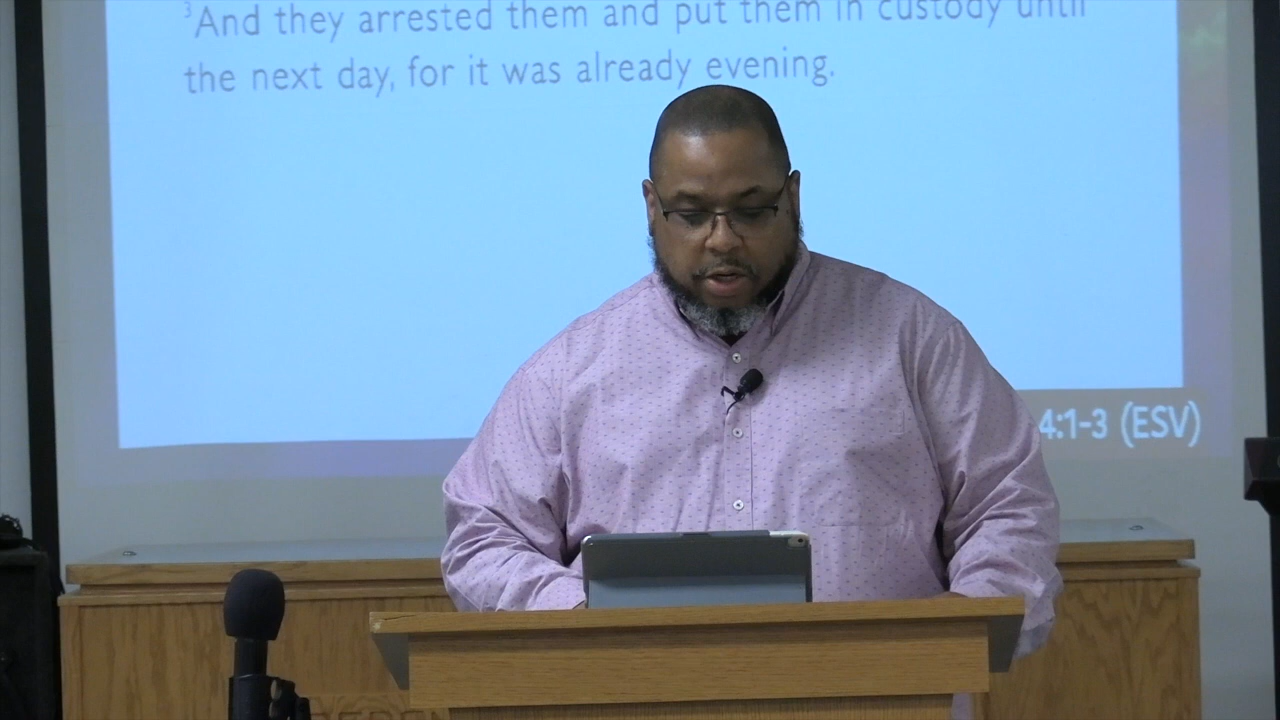 ³And they arrested them and put them in custody until
the next day, for it was already evening.
4:1-3 (ESV)